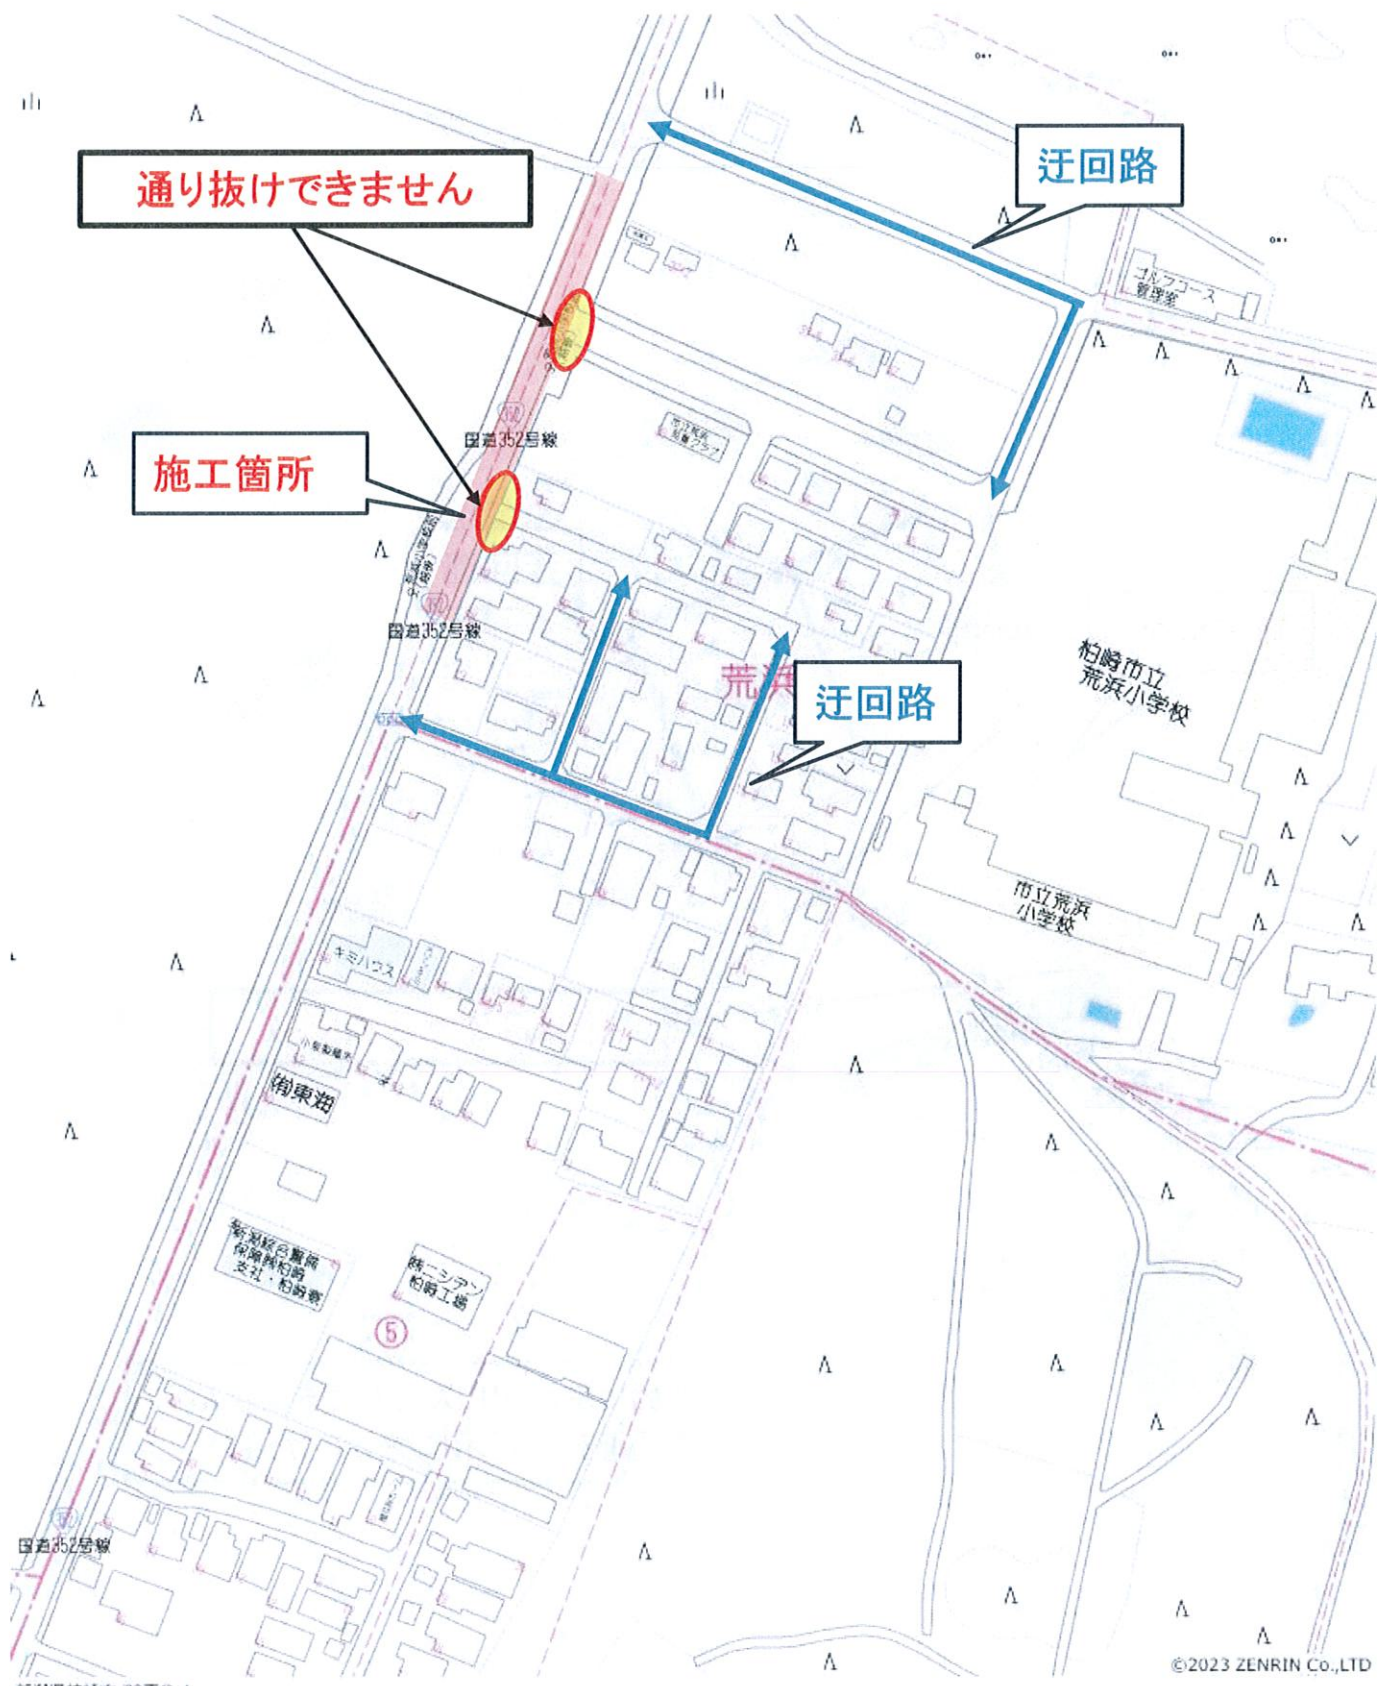 迂回路
通り抜けできません
ゴルフコース
管理室
国道352号線
施工箇所
国道352号線
柏崎市立
荒浜小学校
荒浜
迂回路
市立荒浜
小学校
キミハウス
㈲東海
新潟綜合警備
保障㈱柏崎
支社・柏崎寮
㈱ニシアン
柏崎工場
⑤
国道352号線
©2023 ZENRIN Co.,LTD